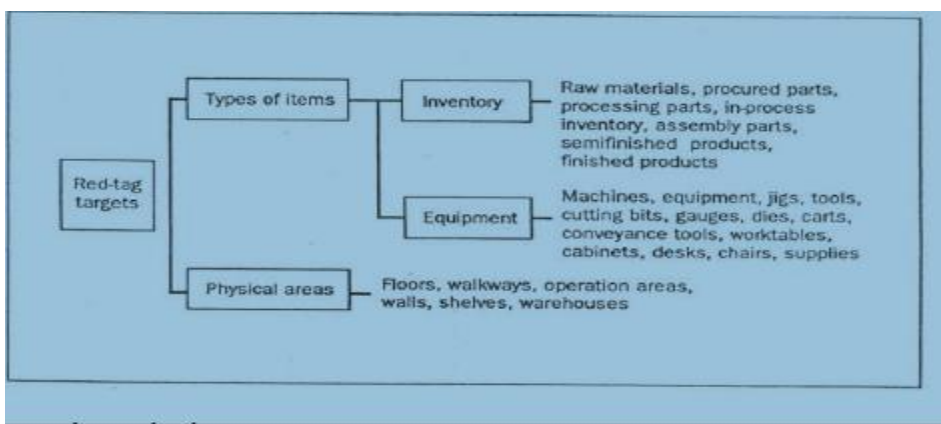 Types of items
Inventory
Raw materials, procured parts,
processing parts, in-process
inventory, assembly parts,
semifinished products,
finished products
Red-tag
targets
Equipment
Machines, equipment, jigs, tools,
cutting bits, gauges, dies, carts,
conveyance tools, worktables,
cabinets, desks, chairs, supplies
Physical areas
Floors, walkways, operation areas,
walls, shelves, warehouses